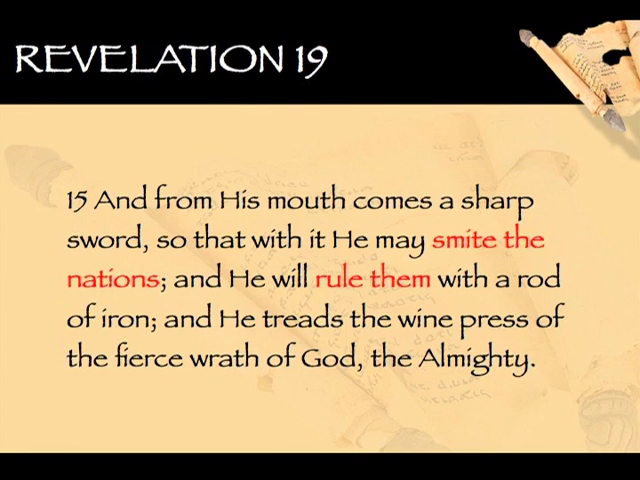 REVELATION 19
15 And from His mouth comes a sharp
sword, so that with it He may smite the
nations; and He will rule them with a rod
of iron; and He treads the wine press of
the fierce wrath of God, the Almighty.